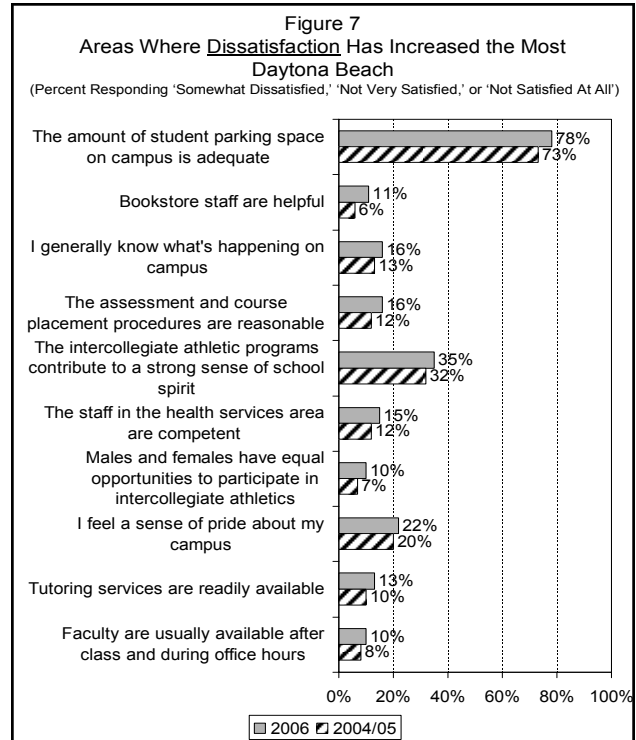 Figure 7
Areas Where Dissatisfaction Has Increased the Most
Daytona Beach
(Percent Responding 'Somewhat Dissatisfied,' 'Not Very Satisfied,' or 'Not Satisfied At All')
The amount of student parking space
on campus is adequate
78%
73%
Bookstore staff are helpful
11%
6%
I generally know what's happening on
campus
16%
13%
The assessment and course
placement procedures are reasonable
16%
12%
The intercollegiate athletic programs
contribute to a strong sense of school
spirit
35%
32%
The staff in the health services area
are competent
15%
12%
Males and females have equal
opportunities to participate in
intercollegiate athletics
10%
7%
I feel a sense of pride about my
campus
22%
20%
Tutoring services are readily available
13%
10%
Faculty are usually available after
class and during office hours
10%
8%
0% 20% 40% 60% 80% 100%
2006 2004/05